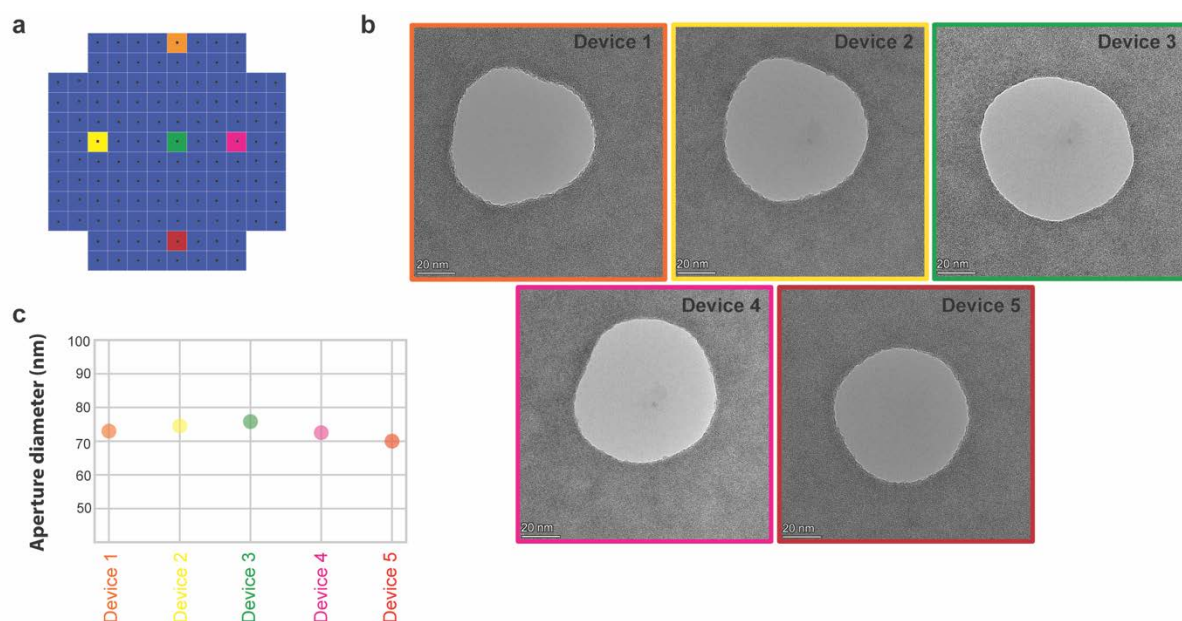 a
b
Device 1
Device 2
Device 3
20 nm
20 nm
20 nm
Device 4
Device 5
20 nm
20 nm
c
Aperture diameter (nm)
100
90
80
70
60
50
Device 1
Device 2
Device 3
Device 4
Device 5